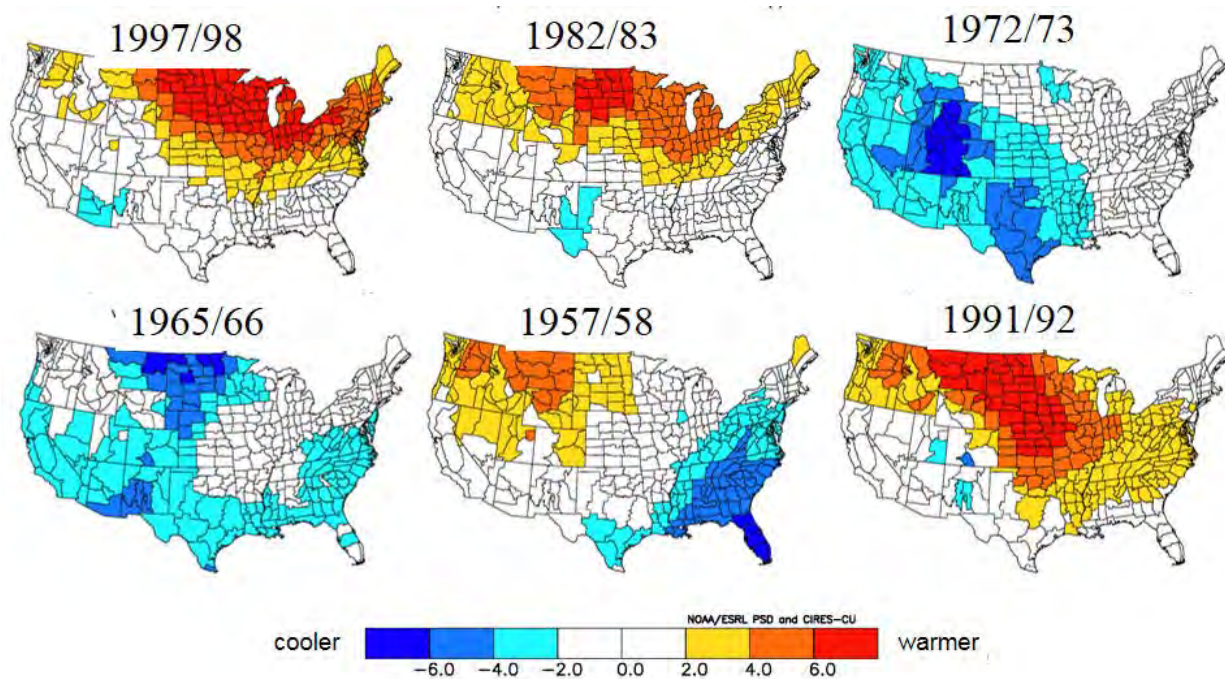 1997/98
1982/83
1972/73
1965/66
1957/58
1991/92
NOAA/ESRL PSD and CIRES-CU
cooler
warmer
-6.0 -4.0 -2.0 0.0 2.0 4.0 6.0